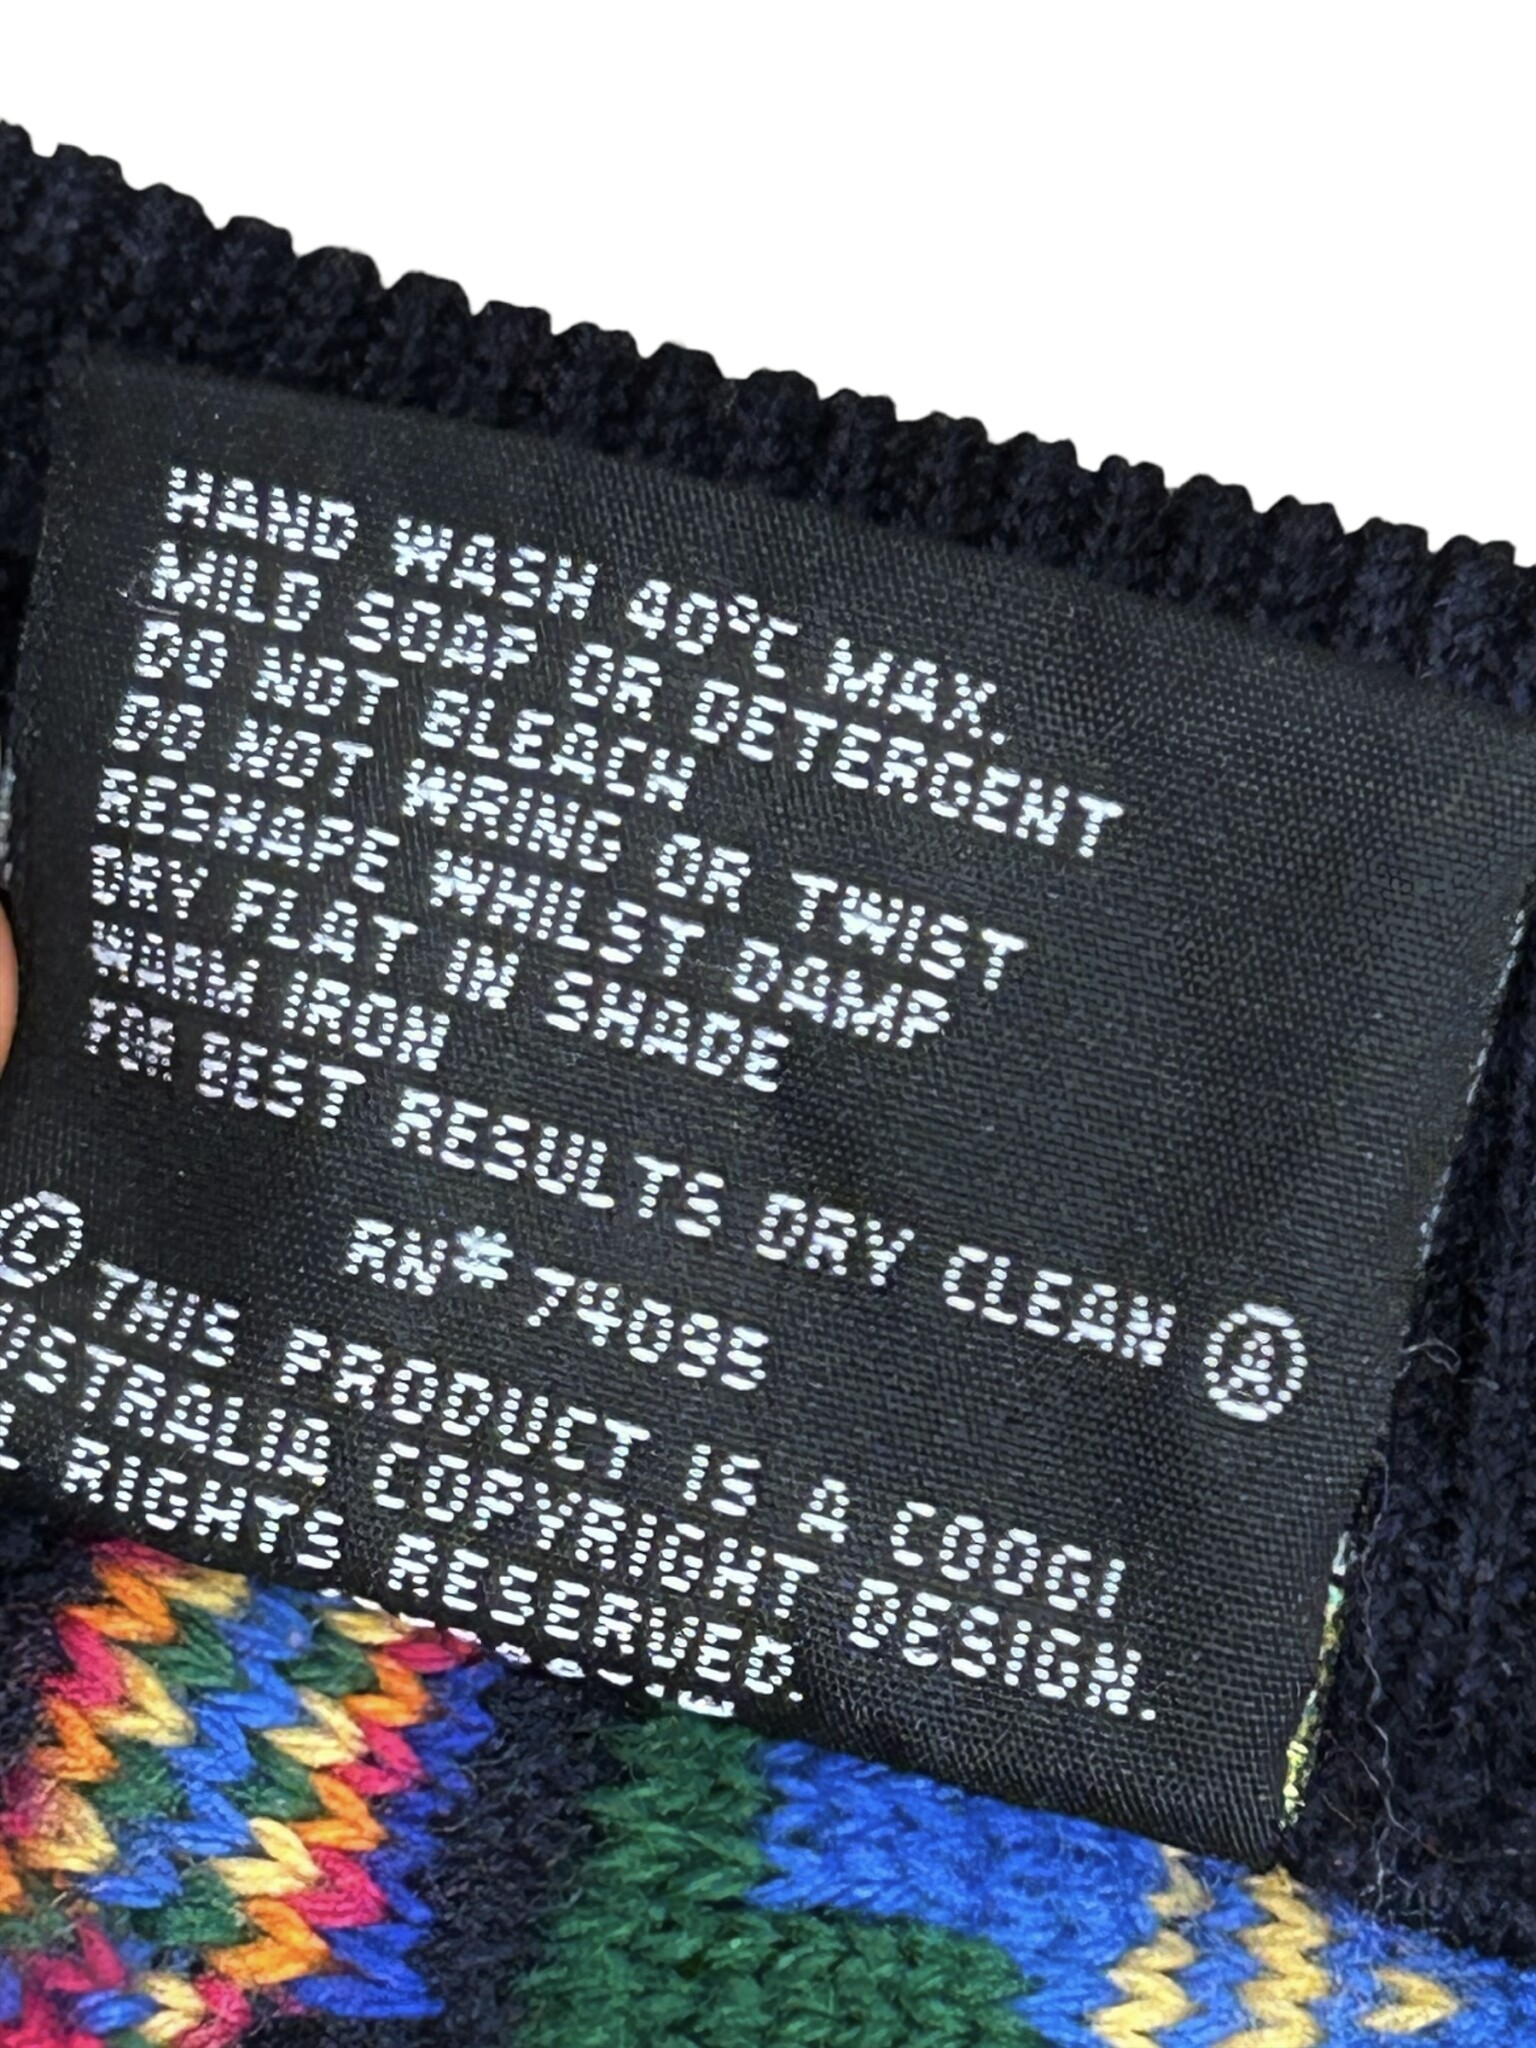 HAND WASH 40°C MAX.
MILD SOAP OR DETERGENT
DO NOT BLEACH
DO NOT WRING OR TWIST
RESHAPE WHILST DAMP
DRY FLAT IN SHADE
WARM IRON
FOR BEST RESULTS DRY CLEAN Ⓐ
RN# 74095
© THIS PRODUCT IS A COOGI
USTRALIA COPYRIGHT DESIGN.
L RIGHTS RESERVED.